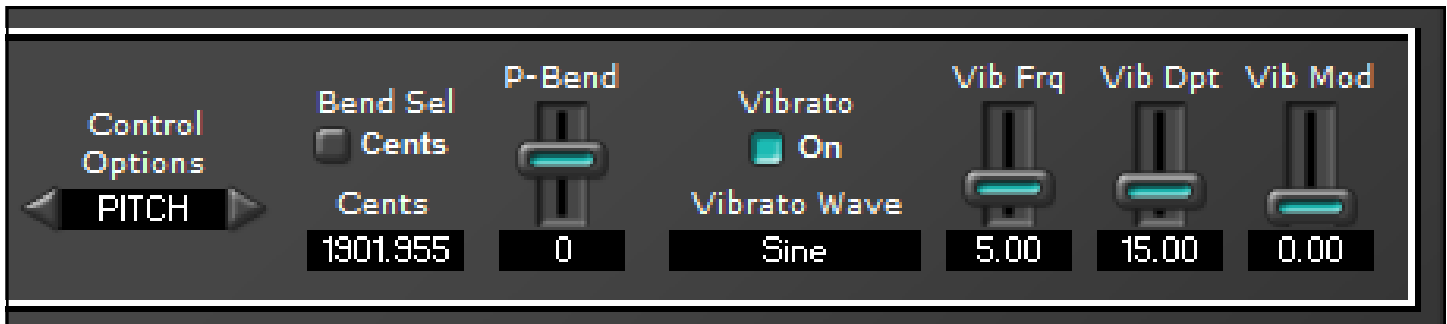 Control
Options
PITCH
Bend Sel
Cents
Cents
1901.955
P-Bend
0
Vibrato
On
Vibrato Wave
Sine
Vib Frq
5.00
Vib Dpt
15.00
Vib Mod
0.00